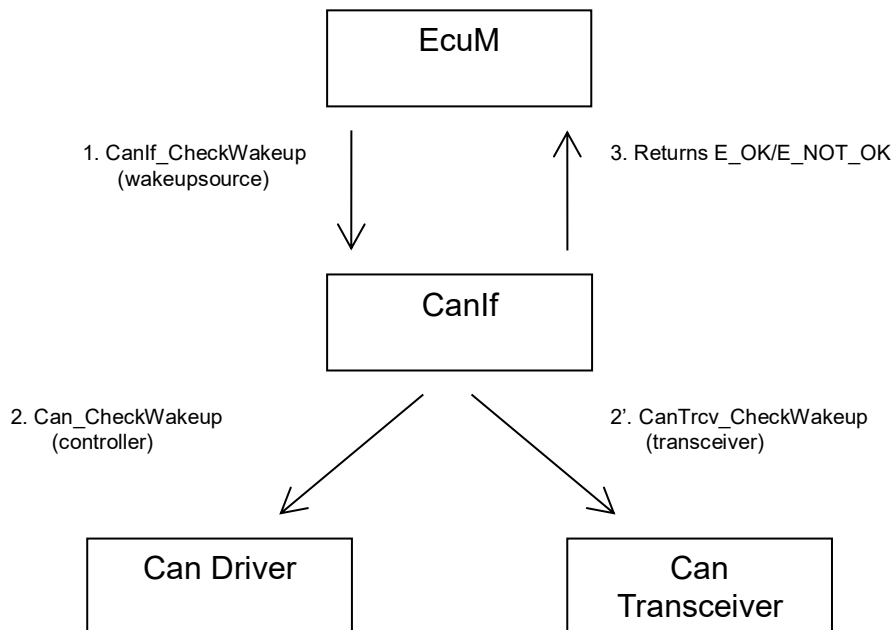 EcuM
1. CanIf_CheckWakeup
(wakeupsource)
3. Returns E_OK/E_NOT_OK
CanIf
2. Can_CheckWakeup
(controller)
2’. CanTrcv_CheckWakeup
(transceiver)
Can Driver
Can
Transceiver